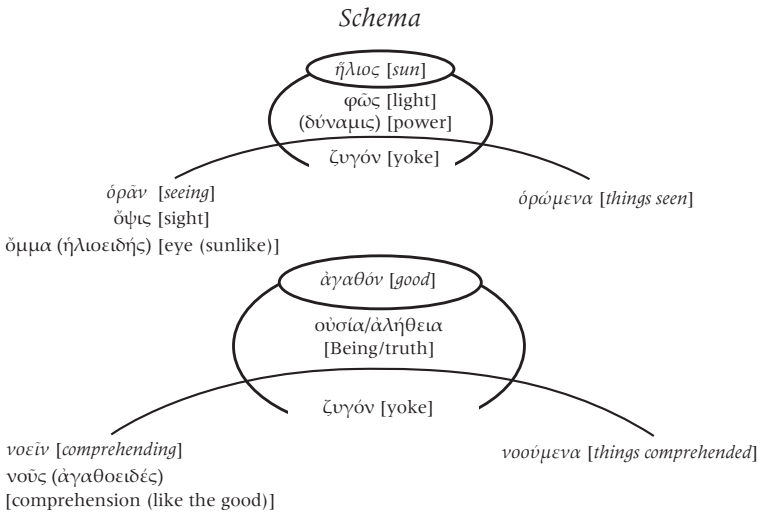 Schema
ἥλιος [sun]
φῶς [light]
(δύναμις) [power]
ζυγόν [yoke]
ὁρᾶν [seeing]
ὄψις [sight]
ὄμμα (ἡλιοειδής) [eye (sunlike)]
ὁρώμενα [things seen]
ἀγαθόν [good]
οὐσία/ἀλήθεια
[Being/truth]
ζυγόν [yoke]
νοεῖν [comprehending]
νοῦς (ἀγαθοειδές)
[comprehension (like the good)]
νοούμενα [things comprehended]